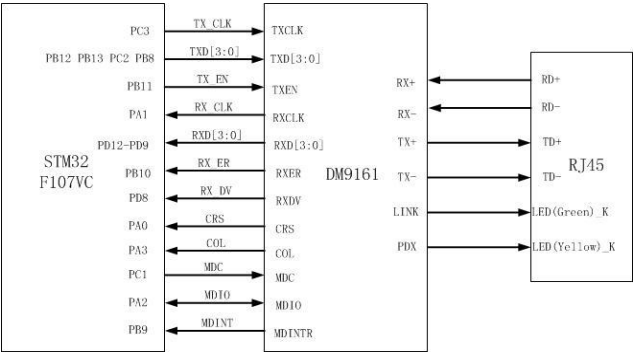 PC3 TX_CLK TXCLK
PB12 PB13 PC2 PB8 TXD[3:0] TXD[3:0]
PB11 TX_EN TXEN
RX+ RD+
PA1 RX_CLK RXCLK
RX- RD-
PD12-PD9 RXD[3:0] RXD[3:0]
TX+ TD+
STM32
F107VC
DM9161
RJ45
PB10 RX_ER RXER
TX- TD-
PD8 RX_DV RXDV
LINK LED(Green)_K
PA0 CRS CRS
PA3 COL COL
PDX LED(Yellow)_K
PC1 MDC MDC
PA2 MDIO MDIO
PB9 MDINT MDINTR